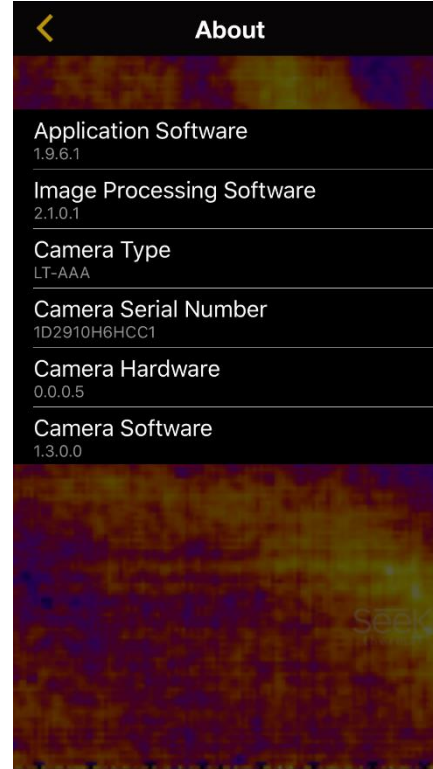 About
Application Software
1.9.6.1
Image Processing Software
2.1.0.1
Camera Type
LT-AAA
Camera Serial Number
1D2910H6HCC1
Camera Hardware
0.0.0.5
Camera Software
1.3.0.0
Seek